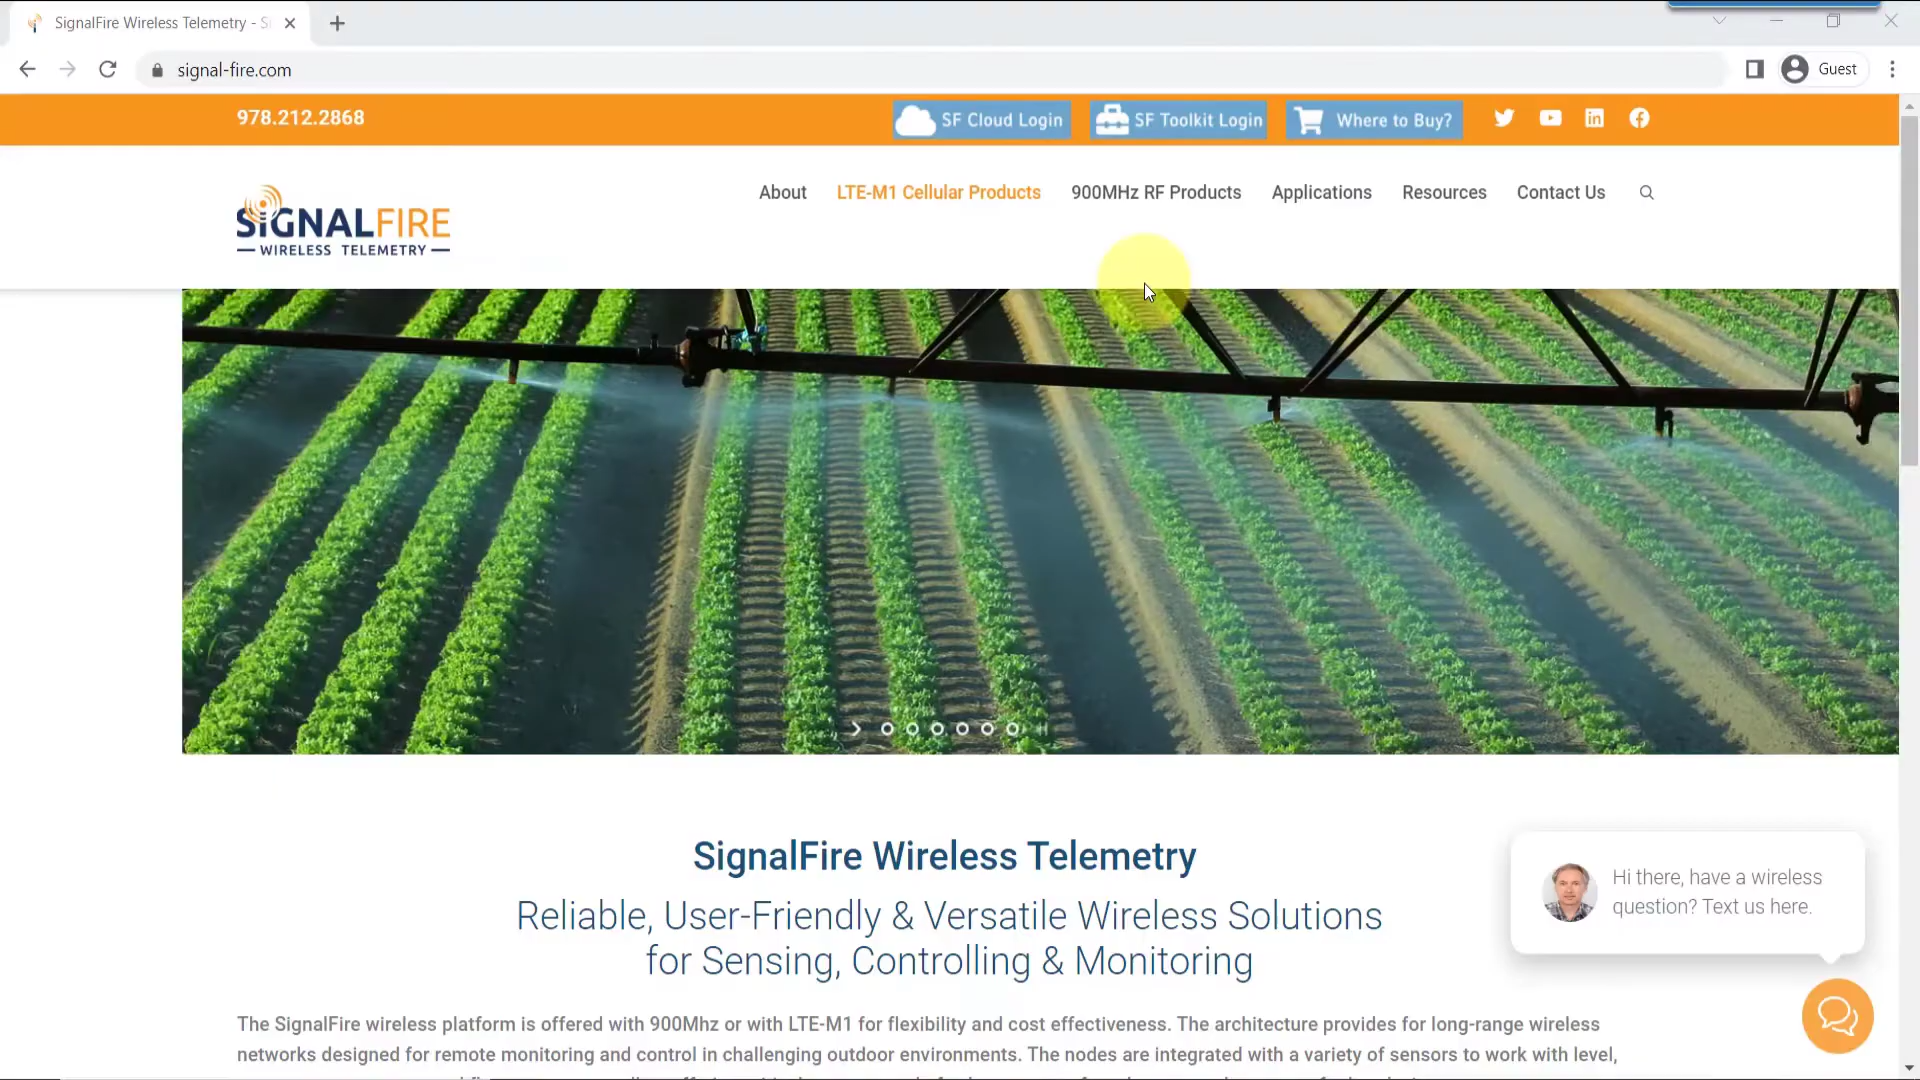 SignalFire Wireless Telemetry - S
signal-fire.com
Guest
978.212.2868
SF Cloud Login
SF Toolkit Login
Where to Buy?
SIGNALFIRE
WIRELESS TELEMETRY
About
LTE-M1 Cellular Products
900MHz RF Products
Applications
Resources
Contact Us
SignalFire Wireless Telemetry
Reliable, User-Friendly & Versatile Wireless Solutions
for Sensing, Controlling & Monitoring
Hi there, have a wireless
question? Text us here.
The SignalFire wireless platform is offered with 900Mhz or with LTE-M1 for flexibility and cost effectiveness. The architecture provides for long-range wireless
networks designed for remote monitoring and control in challenging outdoor environments. The nodes are integrated with a variety of sensors to work with level,